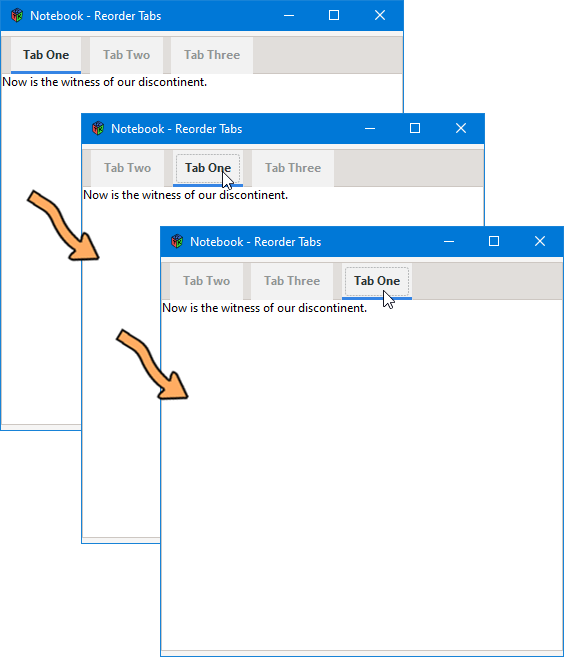 Notebook - Reorder Tabs
Tab One Tab Two Tab Three
Now is the witness of our discontinent.
Notebook - Reorder Tabs
Tab Two Tab One Tab Three
Now is the witness of our discontinent.
Notebook - Reorder Tabs
Tab Two Tab Three Tab One
Now is the witness of our discontinent.